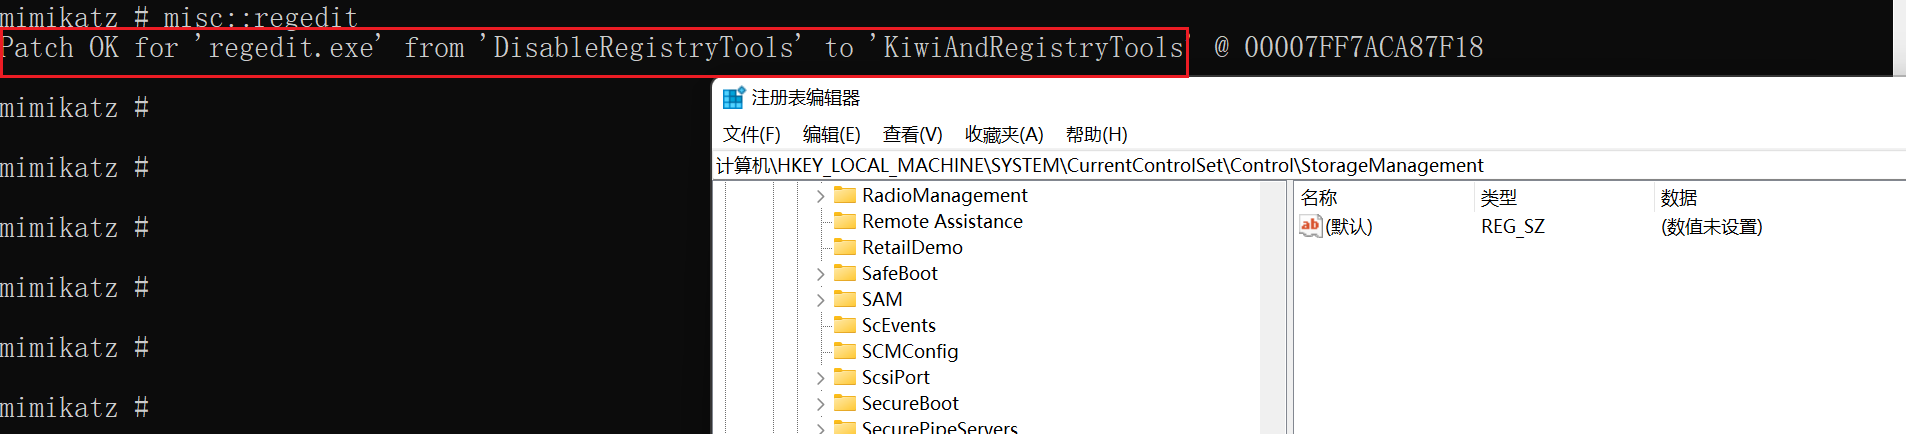 mimikatz # misc::regedit
Patch OK for 'regedit.exe' from 'DisableRegistryTools' to 'KiwiAndRegistryTools' @ 00007FF7ACA87F18
mimikatz #
mimikatz #
mimikatz #
mimikatz #
mimikatz #
mimikatz #
注册表编辑器
文件(F) 编辑(E) 查看(V) 收藏夹(A) 帮助(H)
计算机\HKEY_LOCAL_MACHINE\SYSTEM\CurrentControlSet\Control\StorageManagement
RadioManagement
Remote Assistance
RetailDemo
SafeBoot
SAM
ScEvents
SCMConfig
ScsiPort
SecureBoot
SecurePipeServers
名称 类型 数据
ab (默认) REG_SZ (数值未设置)